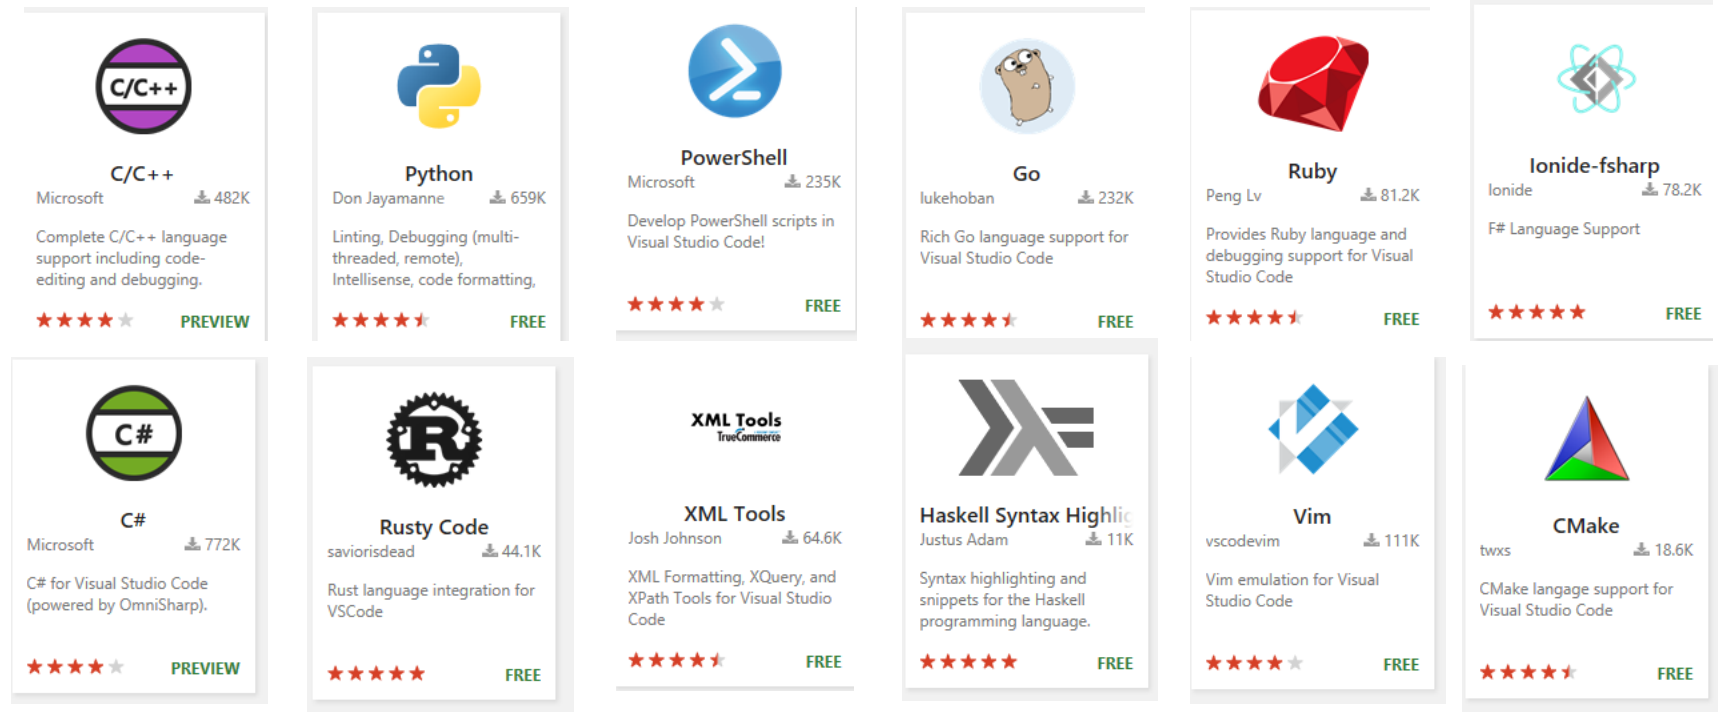 C/C++
C/C++
Microsoft 482K
Complete C/C++ language
support including code-
editing and debugging.
PREVIEW
Python
Don Jayamanne 659K
Linting, Debugging (multi-
threaded, remote),
Intellisense, code formatting,
FREE
PowerShell
Microsoft 235K
Develop PowerShell scripts in
Visual Studio Code!
FREE
Go
lukehoban 232K
Rich Go language support for
Visual Studio Code
FREE
Ruby
Peng Lv 81.2K
Provides Ruby language and
debugging support for Visual
Studio Code
FREE
Ionide-fsharp
Ionide 78.2K
F# Language Support
FREE
C#
C#
Microsoft 772K
C# for Visual Studio Code
(powered by OmniSharp).
PREVIEW
R
Rusty Code
saviorisdead 44.1K
Rust language integration for
VSCode
FREE
XML Tools
TrueCommerce
XML Tools
Josh Johnson 64.6K
XML Formatting, XQuery, and
XPath Tools for Visual Studio
Code
FREE
Haskell Syntax Highlig
Justus Adam 11K
Syntax highlighting and
snippets for the Haskell
programming language.
FREE
Vim
vscodevim 111K
Vim emulation for Visual
Studio Code
FREE
CMake
twxs 18.6K
CMake langage support for
Visual Studio Code
FREE